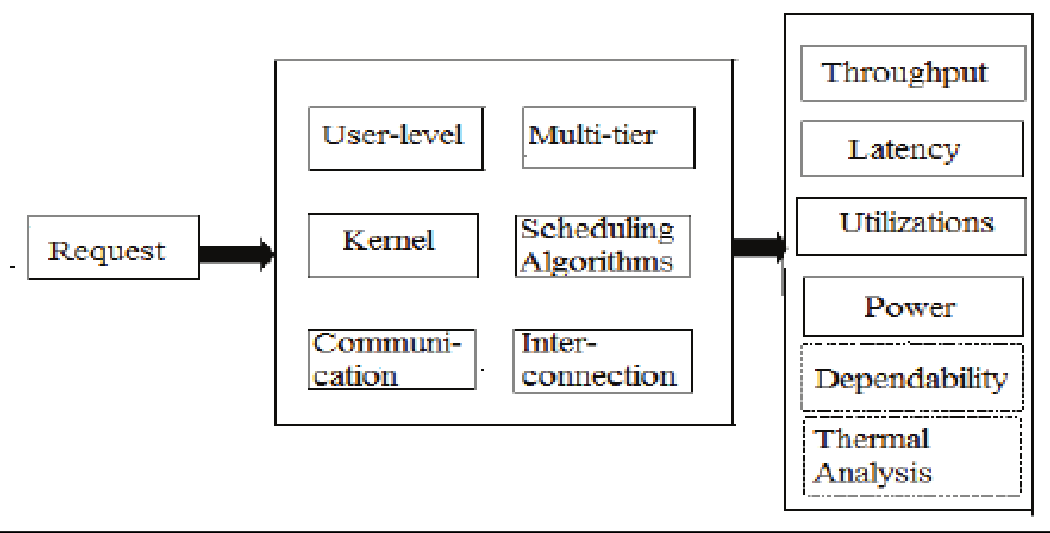 Request
User-level
Multi-tier
Kernel
Scheduling
Algorithms
Communi-
cation
Inter-
connection
Throughput
Latency
Utilizations
Power
Dependability
Thermal
Analysis